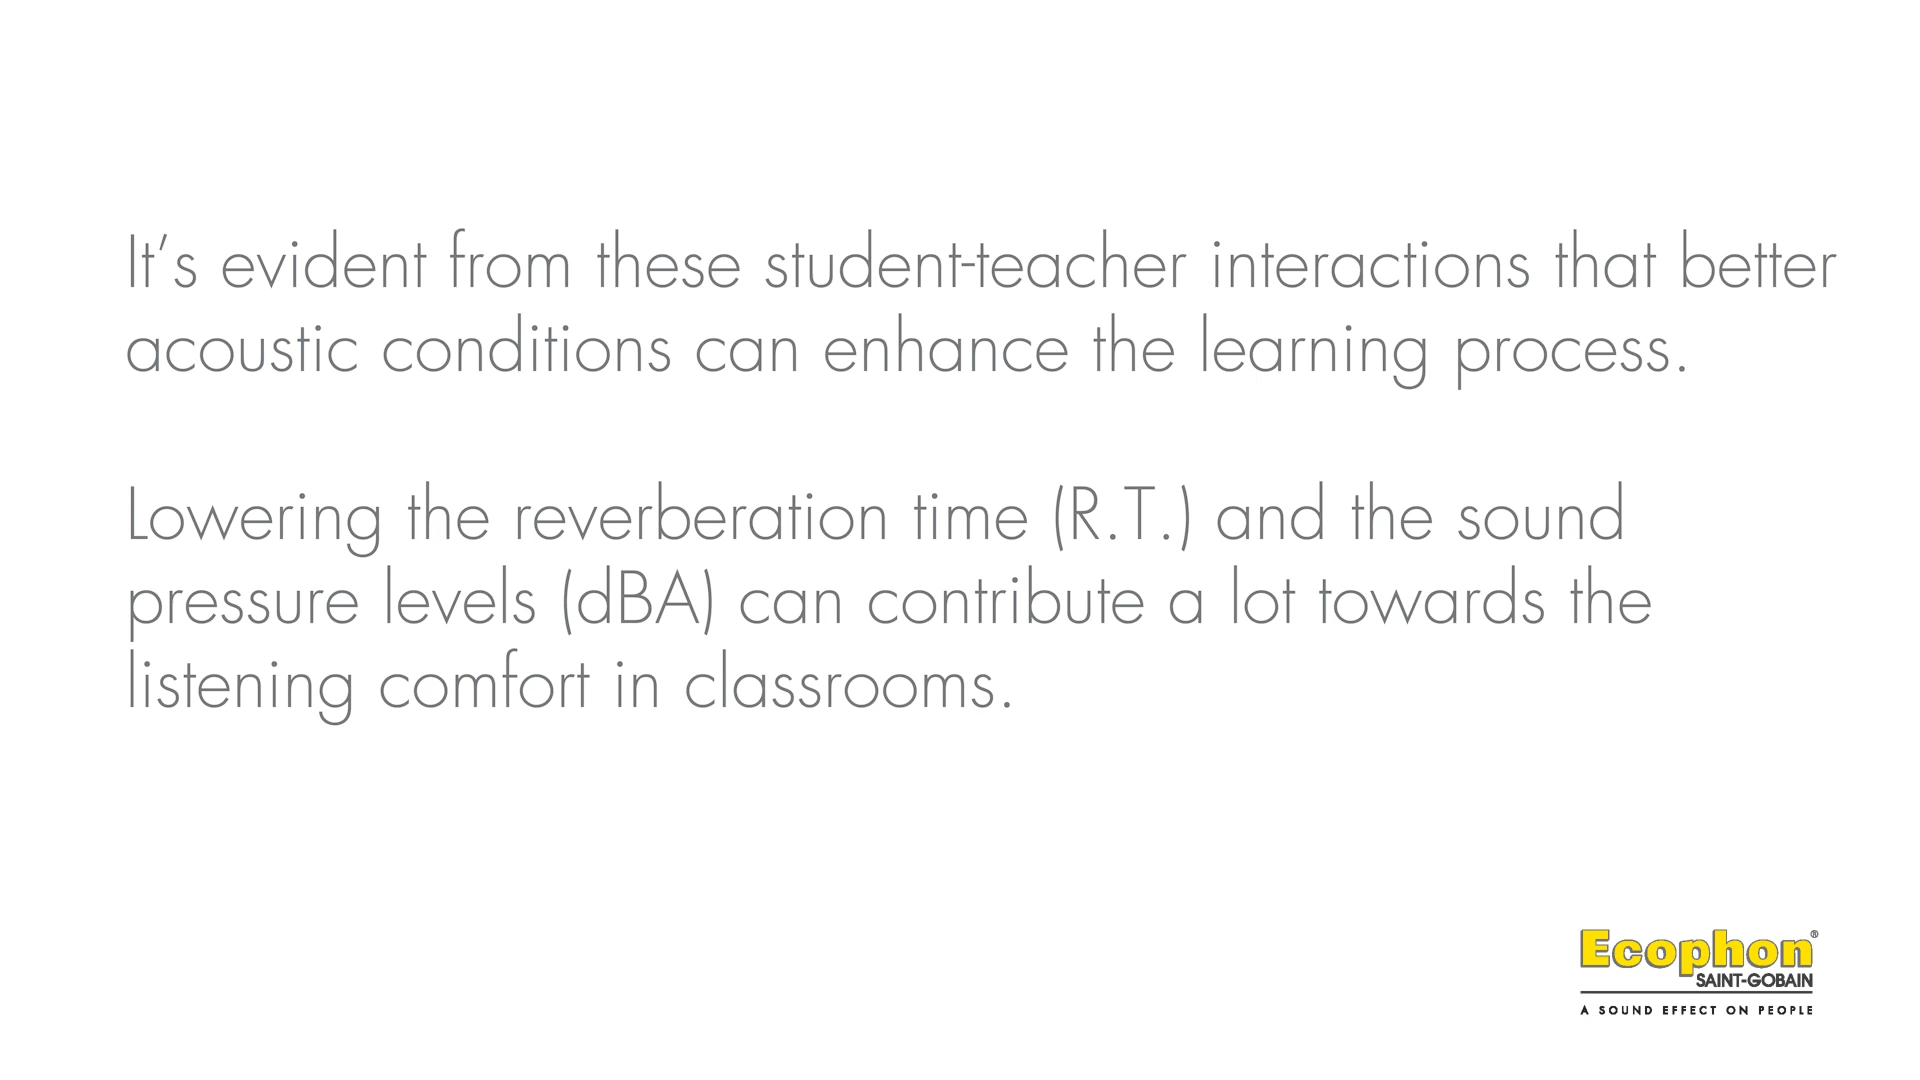 It’s evident from these student-teacher interactions that better
acoustic conditions can enhance the learning process.
Lowering the reverberation time (R.T.) and the sound
pressure levels (dBA) can contribute a lot towards the
listening comfort in classrooms.
Ecophon®
SAINT-GOBAIN
A SOUND EFFECT ON PEOPLE